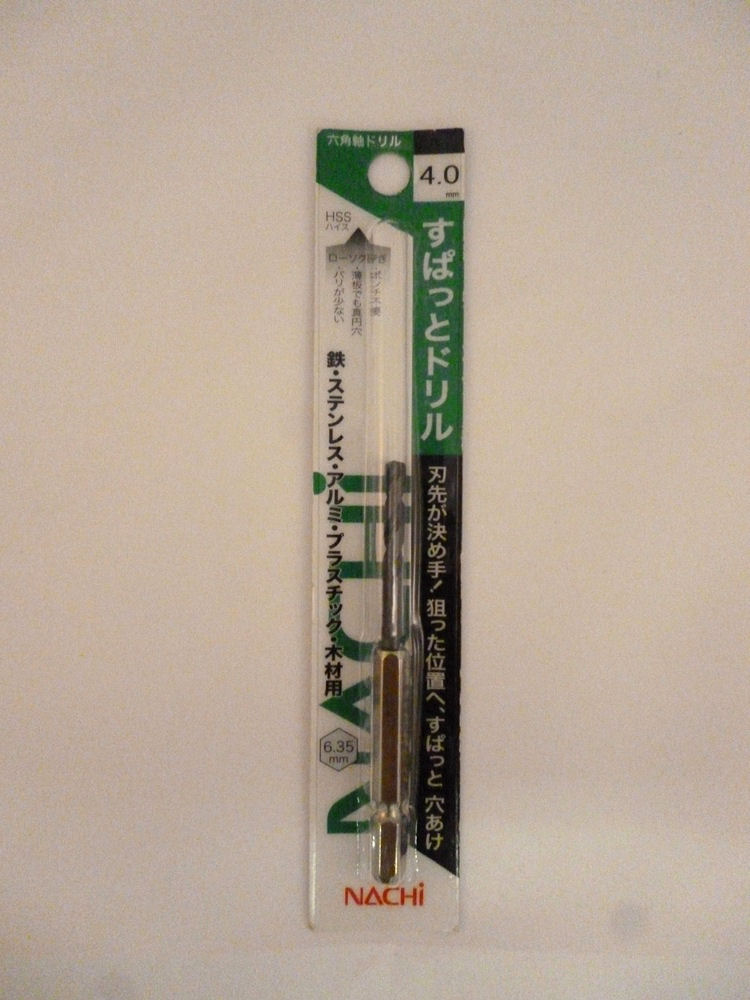 六角軸ドリル
4.0
mm
すぱっとドリル
刃先が決め手! 狙った位置へ、すぱっと 穴あけ
HSS
ハイス
ローソク研ぎ
・ポンチ不要
・薄板でも真円穴
・バリが少ない
鉄・ステンレス・アルミ・プラスチック・木材用
NACHi
6.35
mm
NACHi